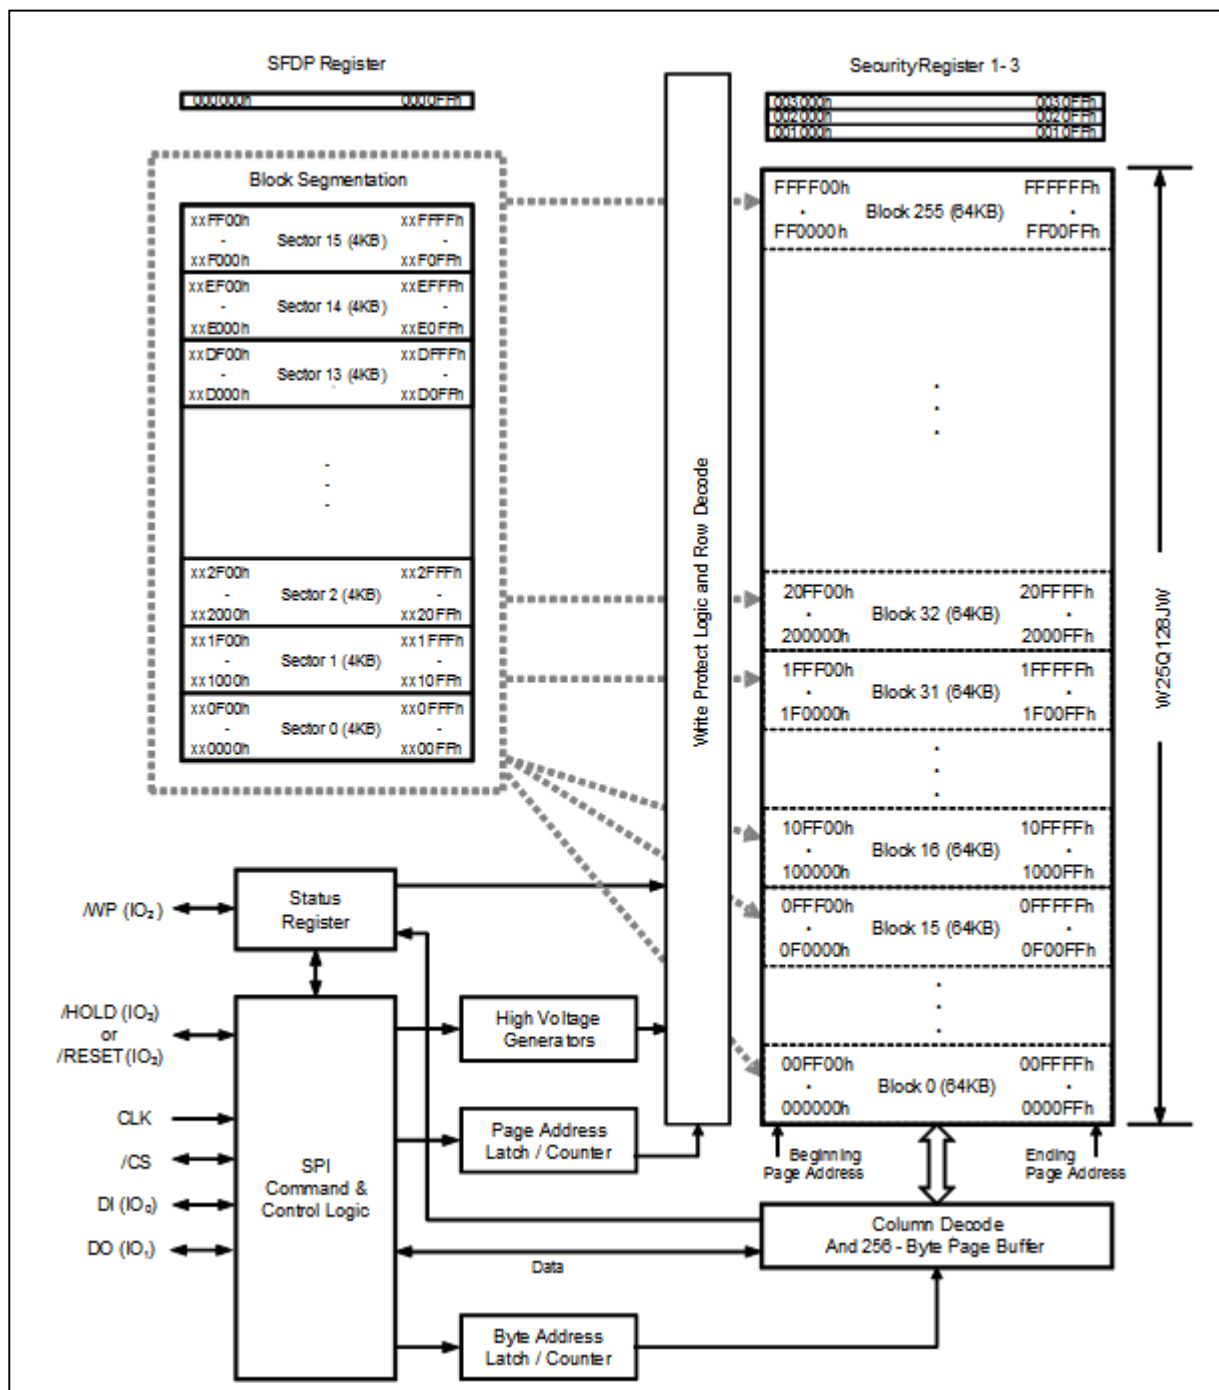 SFDP Register
000000h 0000FFh
Security Register 1- 3
003000h 0030FFh
002000h 0020FFh
001000h 0010FFh
Block Segmentation
xxFF00h xxFFFFh
- Sector 15 (4KB) -
xxF000h xxF0FFh
xxEF00h xxEFFFh
- Sector 14 (4KB) -
xxE000h xxE0FFh
xxDF00h xxDFFFh
- Sector 13 (4KB) -
xxD000h xxD0FFh
-
-
-
xx2F00h xx2FFFh
- Sector 2 (4KB) -
xx2000h xx20FFh
xx1F00h xx1FFFh
- Sector 1 (4KB) -
xx1000h xx10FFh
xx0F00h xx0FFFh
- Sector 0 (4KB) -
xx0000h xx00FFh
Write Protect Logic and Row Decode
FFFF00h FFFFFFh
. Block 255 (64KB) .
FF0000h FF00FFh
.
.
.
20FF00h 20FFFFh
. Block 32 (64KB) .
200000h 2000FFh
1FFF00h 1FFFFFh
. Block 31 (64KB) .
1F0000h 1F00FFh
.
.
.
10FF00h 10FFFFh
. Block 16 (64KB) .
100000h 1000FFh
0FFF00h 0FFFFFh
. Block 15 (64KB) .
0F0000h 0F00FFh
.
.
.
00FF00h 00FFFFh
. Block 0 (64KB) .
000000h 0000FFh
W25Q128JW
Beginning
Page Address
Ending
Page Address
/WP (IO₂)
Status
Register
/HOLD (IO₃)
or
/RESET (IO₃)
CLK
/CS
DI (IO₀)
DO (IO₁)
SPI
Command &
Control Logic
High Voltage
Generators
Page Address
Latch / Counter
Column Decode
And 256 - Byte Page Buffer
Data
Byte Address
Latch / Counter